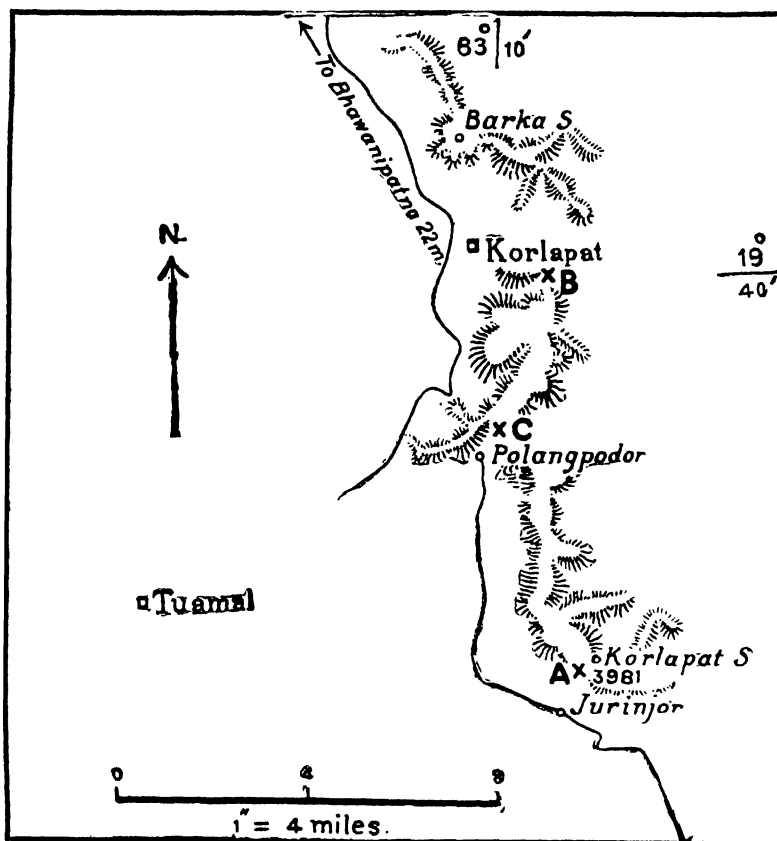 83° 10'
To Bhawanipatna 22m.
Barka S
N
Korlapat
19°
40'
B
C
Polangpodor
Tuamal
Korlapat S
A
3981
Jurinjor
0 4 8
1" = 4 miles.